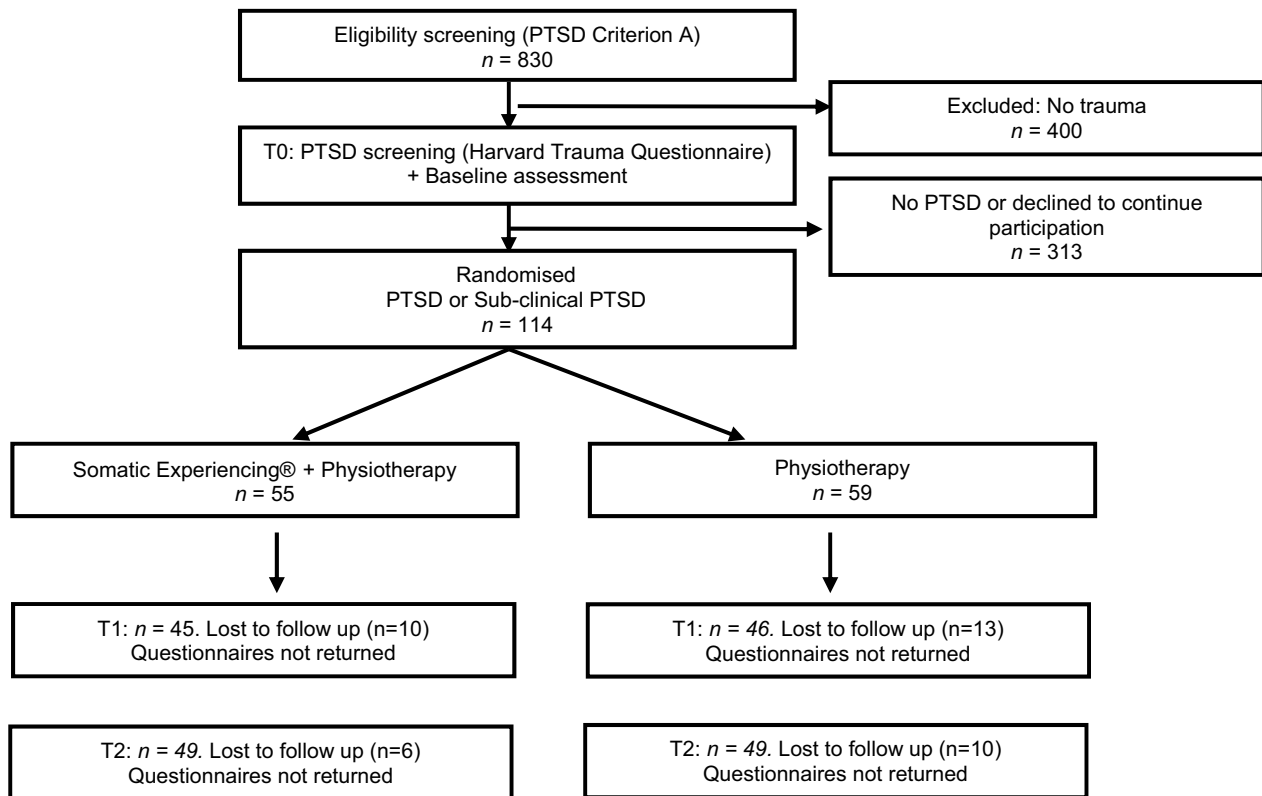 Eligibility screening (PTSD Criterion A)
n = 830
Excluded: No trauma
n = 400
T0: PTSD screening (Harvard Trauma Questionnaire)
+ Baseline assessment
No PTSD or declined to continue
participation
n = 313
Randomised
PTSD or Sub-clinical PTSD
n = 114
Somatic Experiencing® + Physiotherapy
n = 55
Physiotherapy
n = 59
T1: n = 45. Lost to follow up (n=10)
Questionnaires not returned
T1: n = 46. Lost to follow up (n=13)
Questionnaires not returned
T2: n = 49. Lost to follow up (n=6)
Questionnaires not returned
T2: n = 49. Lost to follow up (n=10)
Questionnaires not returned